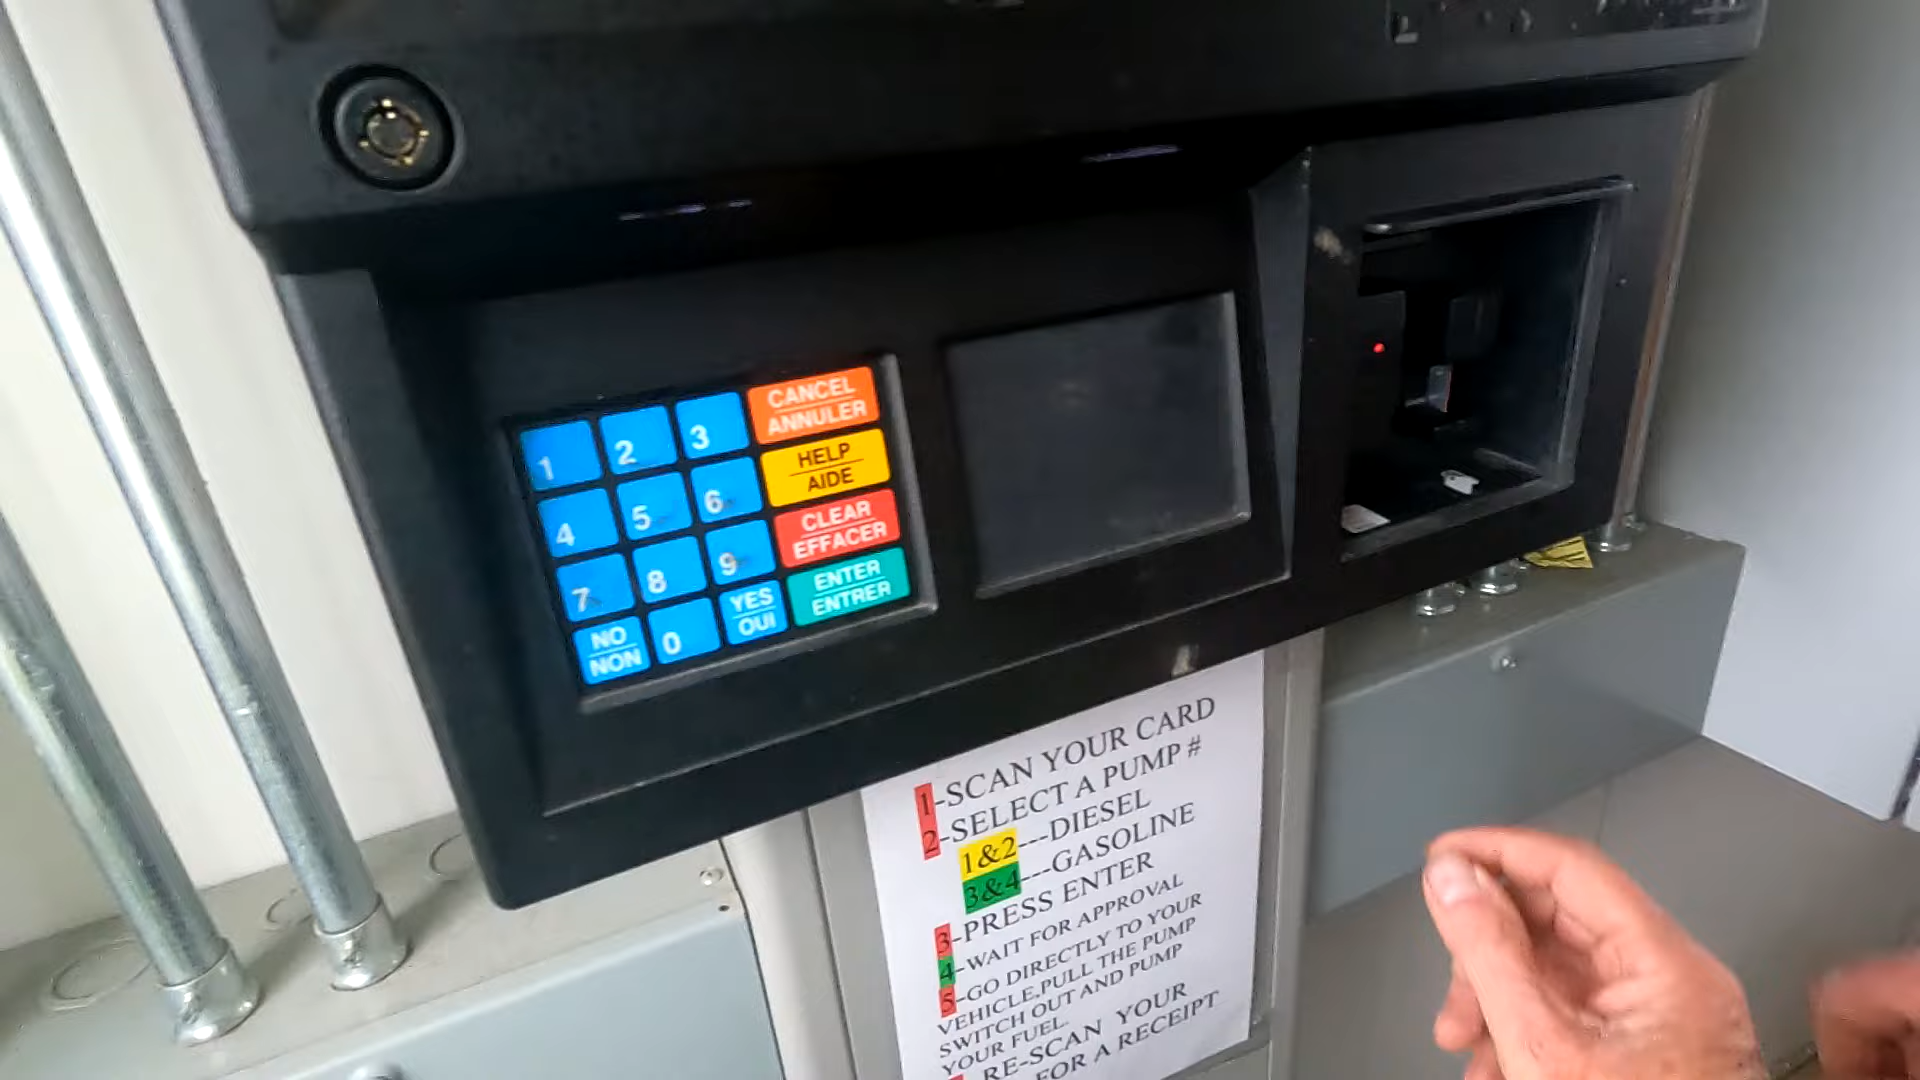 1 2 3 CANCEL
ANNULER
4 5 6 HELP
AIDE
7 8 9 CLEAR
EFFACER
NO
NON
0
YES
OUI
ENTER
ENTRER
1-SCAN YOUR CARD
2-SELECT A PUMP #
1&2---DIESEL
3&4---GASOLINE
3-PRESS ENTER
4-WAIT FOR APPROVAL
5-GO DIRECTLY TO YOUR
VEHICLE,PULL THE PUMP
SWITCH OUT AND PUMP
YOUR FUEL.
RE-SCAN YOUR
FOR A RECEIPT